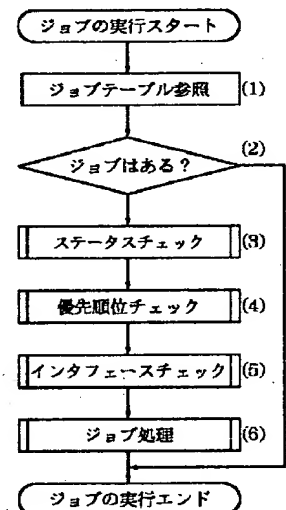 ジョブの実行スタート
ジョブテーブル参照 (1)
(2)
ジョブはある?
ステータスチェック (3)
優先順位チェック (4)
インタフェースチェック (5)
ジョブ処理 (6)
ジョブの実行エンド